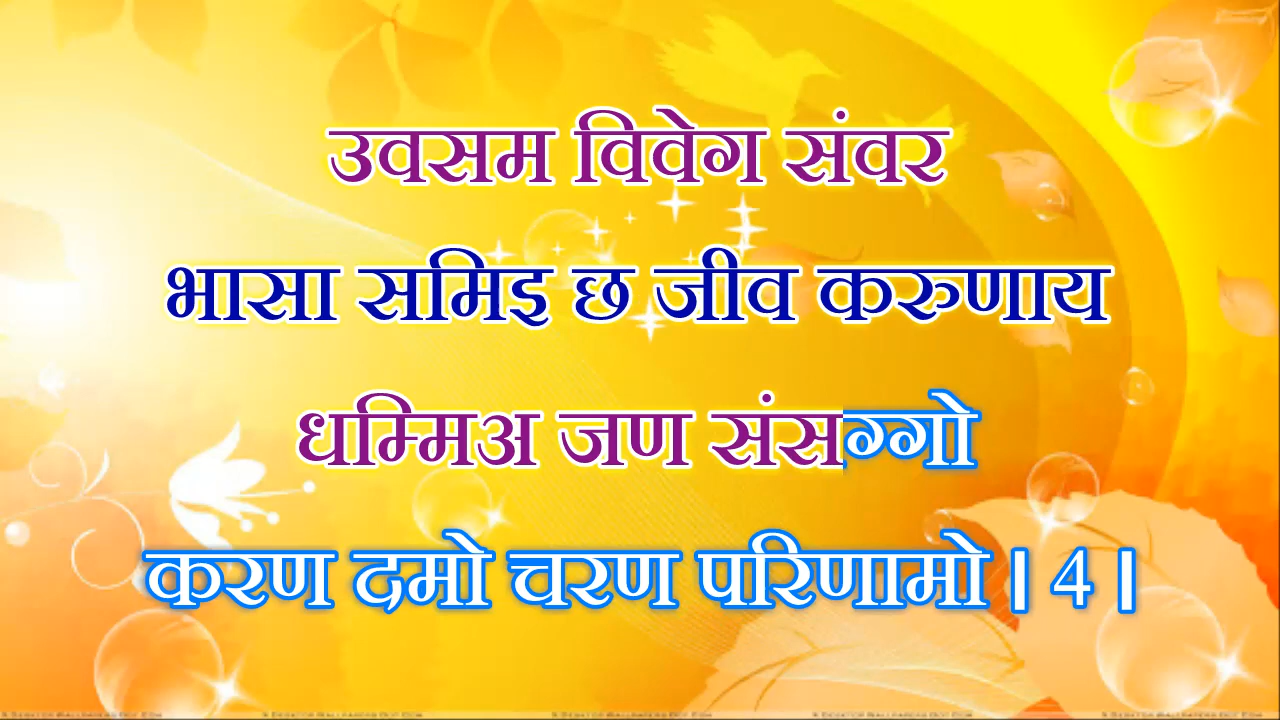 उवसम विवेग संवर
भासा समिइ छ जीव करुणाय
धम्मिअ जण संसग्गो
करण दमो चरण परिणामो | 4 |